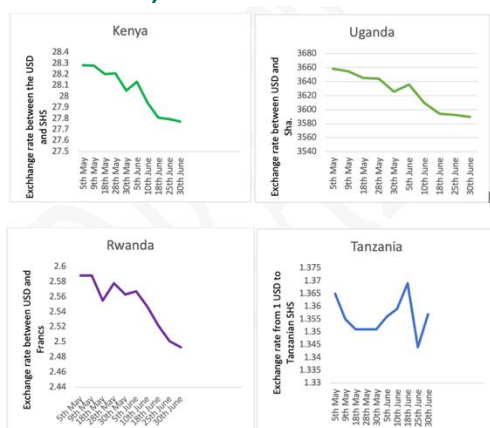 Kenya
Exchhange rate between the USD
and SHS
28.4
28.3
28.2
28.1
28
27.9
27.8
27.7
27.6
27.5
5th May
9th May
18th May
28th May
30th May
5th June
10th June
18th June
25th June
30th June
Uganda
Exchange rate between USD and
Sha.
3680
3660
3640
3620
3600
3580
3560
3540
5th May
9th May
18th May
28th May
30th May
5th June
10th June
18th June
25th June
30th June
Rwanda
Exchange rate between USD and
Francs
2.6
2.58
2.56
2.54
2.52
2.5
2.48
2.46
2.44
5th May
9th May
18th May
28th May
30th May
5th June
10th June
18th June
25th June
30th June
Tanzania
Exchange rate from 1 USD to
Tanzanian SHS
1.375
1.37
1.365
1.36
1.355
1.35
1.345
1.34
1.335
1.33
5th May
9th May
18th May
28th May
30th May
5th June
10th June
18th June
25th June
30th June